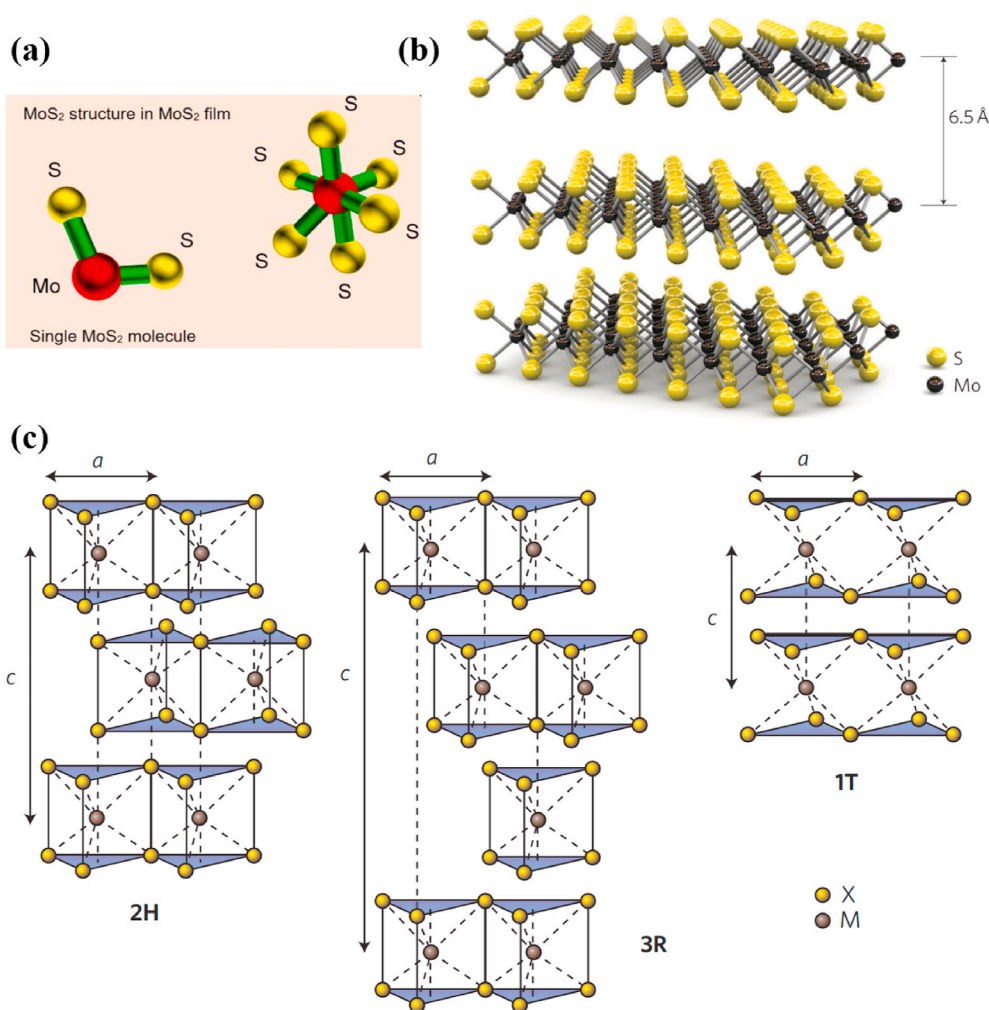 (a)
MoS₂ structure in MoS₂ film
S
S
S
S
S
S
S
S
Mo
Single MoS₂ molecule
(b)
6.5 Å
S
Mo
(c)
a
c
2H
a
c
3R
a
c
1T
X
M